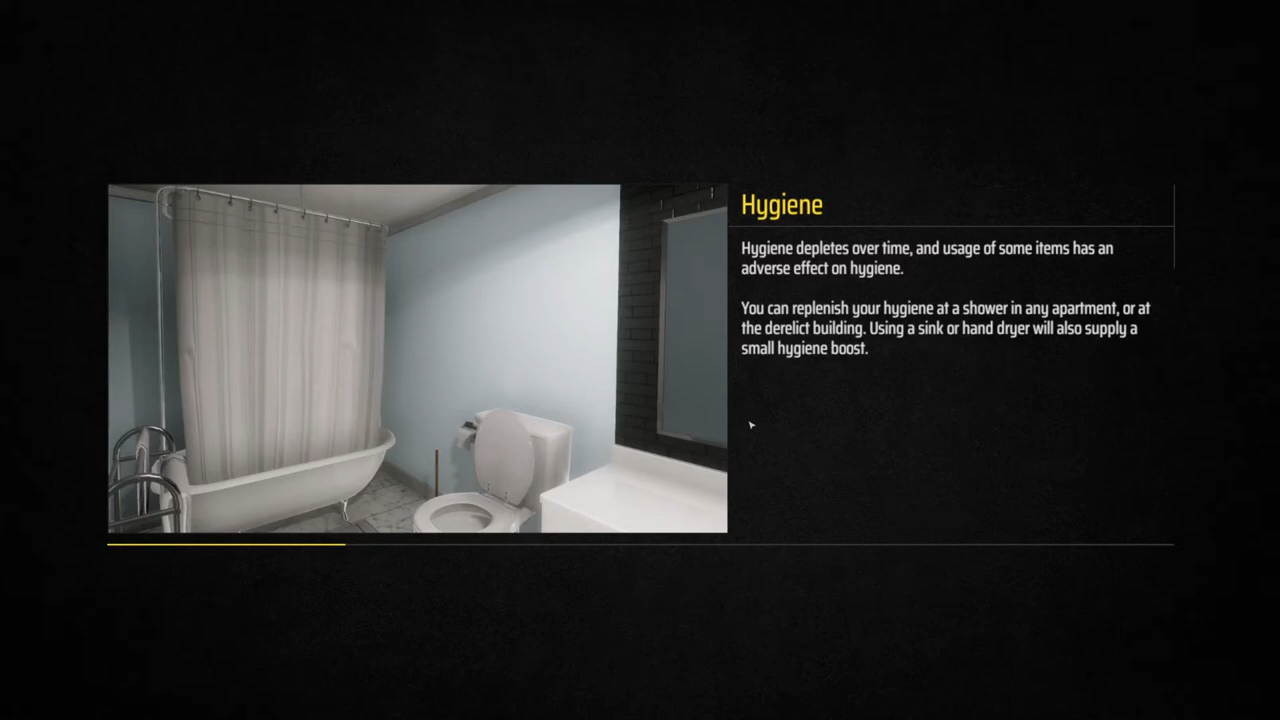 Hygiene
Hygiene depletes over time, and usage of some items has an
adverse effect on hygiene.
You can replenish your hygiene at a shower in any apartment, or at
the derelict building. Using a sink or hand dryer will also supply a
small hygiene boost.